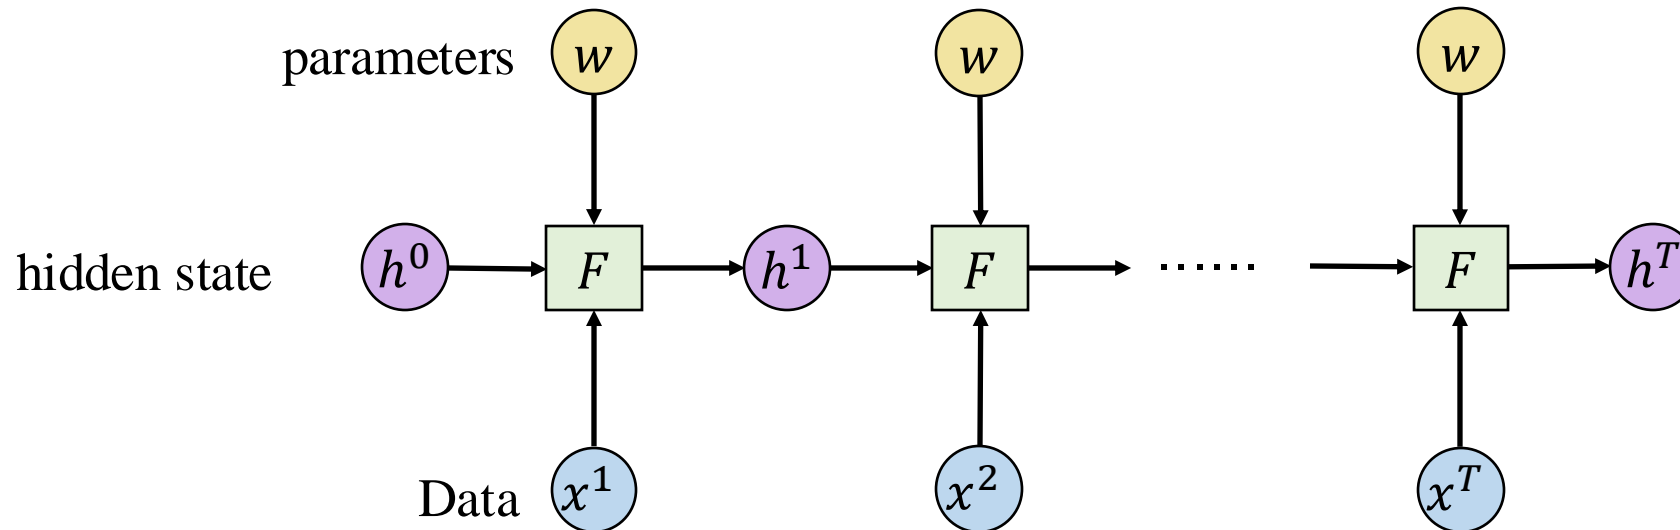 parameters w w w
hidden state h⁰ F h¹ F ...... F hᵀ
Data x¹ x² xᵀ